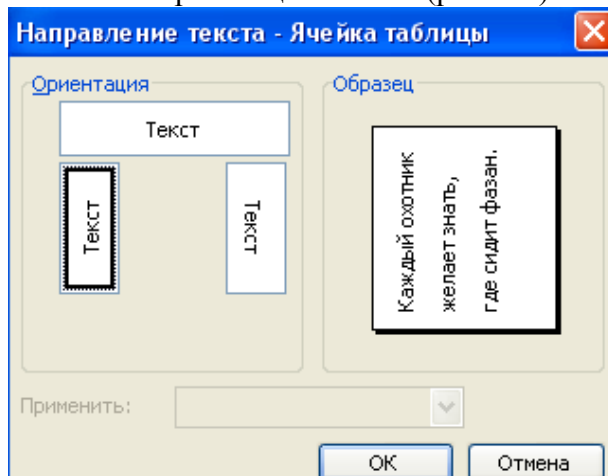 Направление текста - Ячейка таблицы
Ориентация
Образец
Текст
Текст
Текст
Каждый охотник
желает знать,
где сидит фазан.
Применить:
ОК
Отмена